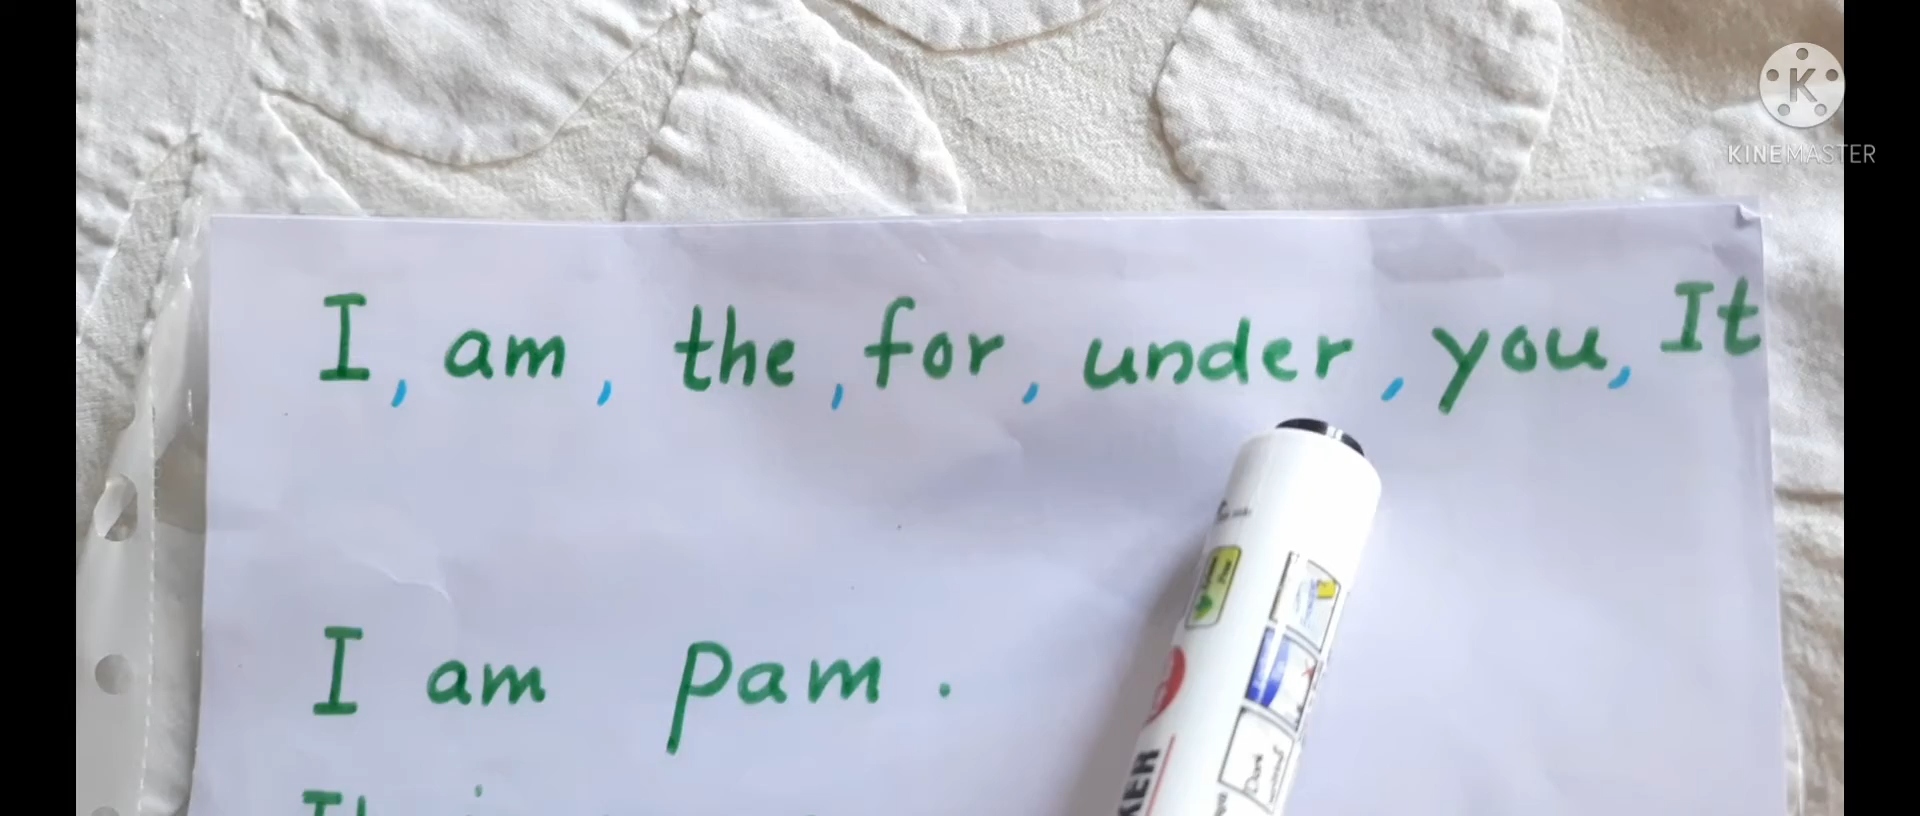 KINEMASTER
I, am, the, for, under, you, It
I am pam.